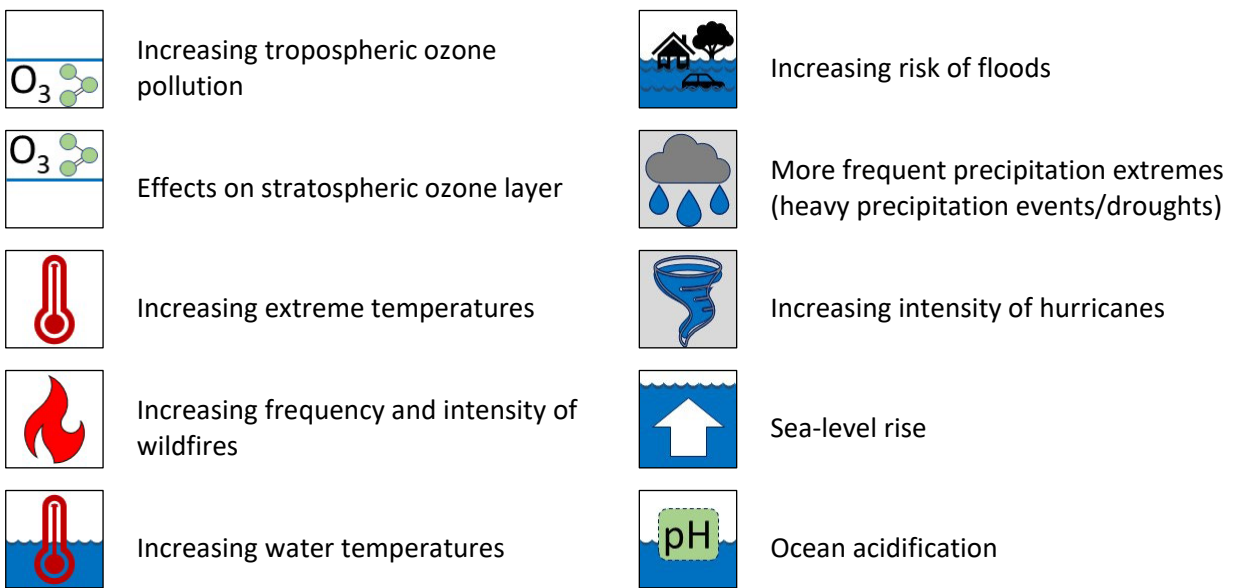 O3
Increasing tropospheric ozone
pollution
O3
Effects on stratospheric ozone layer
Increasing extreme temperatures
Increasing frequency and intensity of
wildfires
Increasing water temperatures
Increasing risk of floods
More frequent precipitation extremes
(heavy precipitation events/droughts)
Increasing intensity of hurricanes
Sea-level rise
pH
Ocean acidification